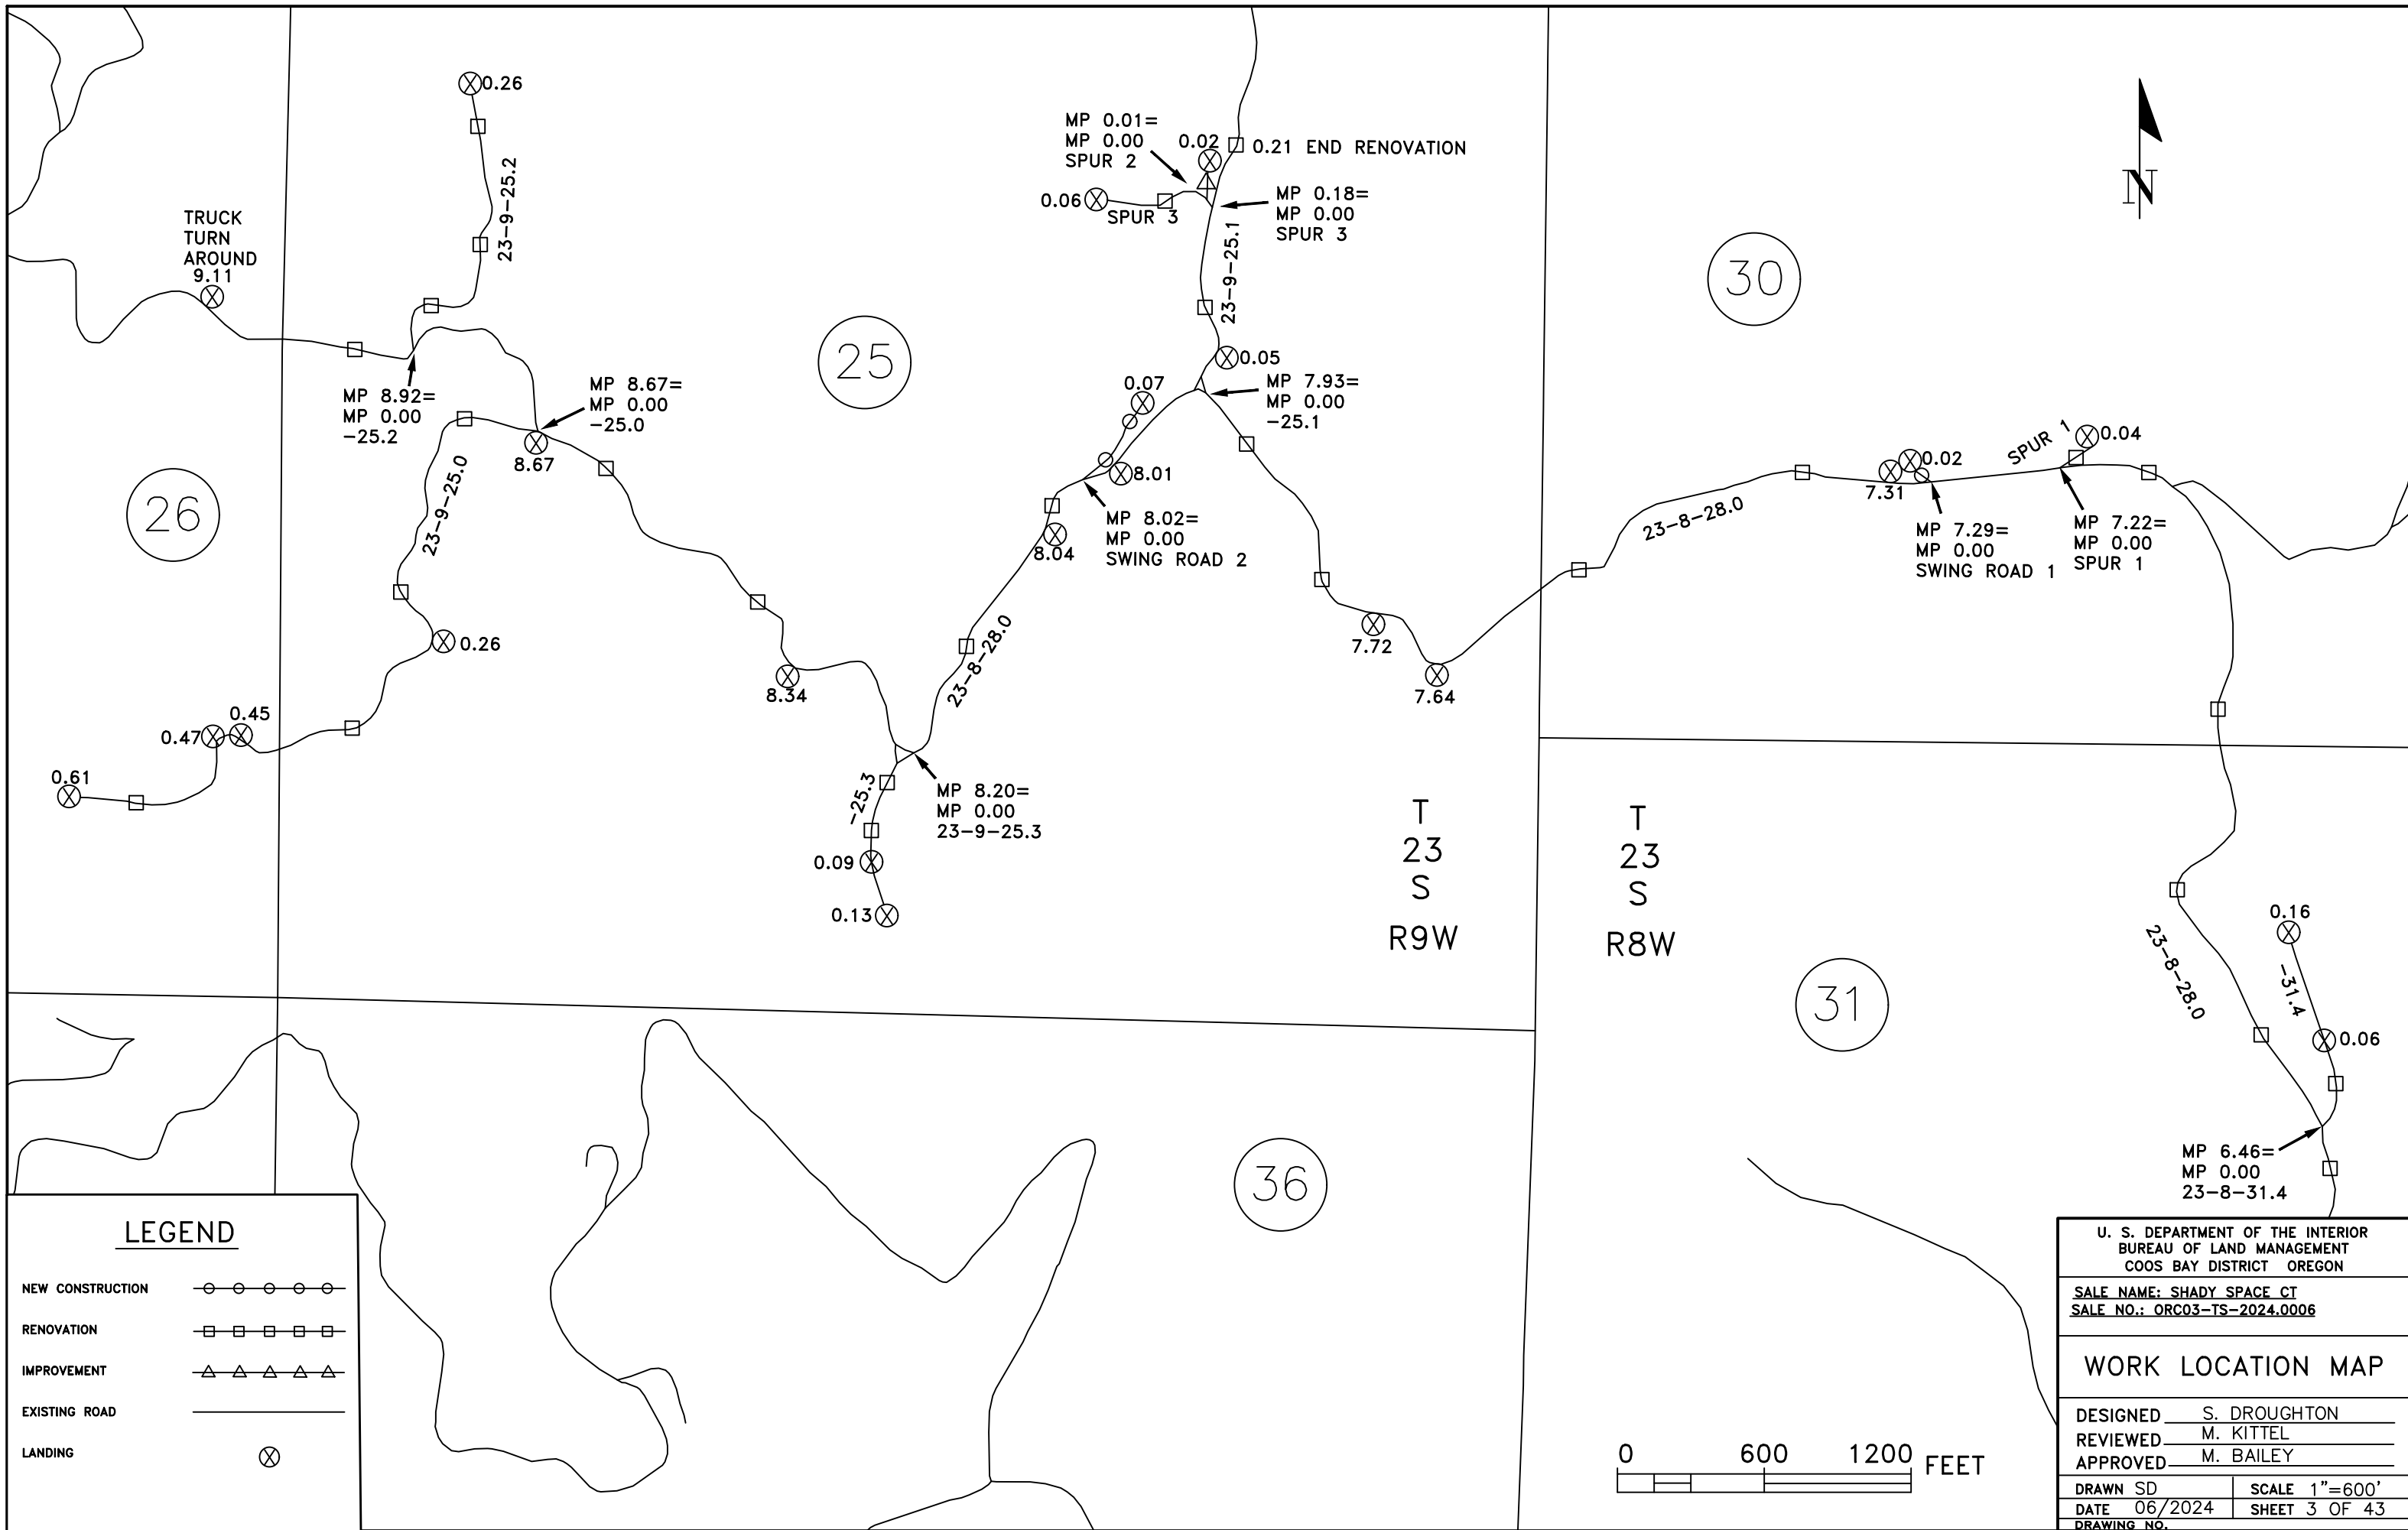 0.26
23-9-25.2
TRUCK
TURN
AROUND
9.11
MP 8.92=
MP 0.00
-25.2
MP 8.67=
MP 0.00
-25.0
8.67
23-9-25.0
26
25
0.26
0.45
0.47
0.61
MP 0.01=
MP 0.00
SPUR 2
0.02
0.21 END RENOVATION
0.06
SPUR 3
MP 0.18=
MP 0.00
SPUR 3
23-9-25.1
0.05
MP 7.93=
MP 0.00
-25.1
0.07
8.01
MP 8.02=
MP 0.00
SWING ROAD 2
8.04
23-8-28.0
8.34
MP 8.20=
MP 0.00
23-9-25.3
-25.3
0.09
0.13
7.72
7.64
N
30
23-8-28.0
7.31
0.02
MP 7.29=
MP 0.00
SWING ROAD 1
SPUR 1
0.04
MP 7.22=
MP 0.00
SPUR 1
T
23
S
R9W
T
23
S
R8W
31
36
23-8-28.0
0.16
-31.4
0.06
MP 6.46=
MP 0.00
23-8-31.4
LEGEND
NEW CONSTRUCTION
RENOVATION
IMPROVEMENT
EXISTING ROAD
LANDING
0 600 1200 FEET
U. S. DEPARTMENT OF THE INTERIOR
BUREAU OF LAND MANAGEMENT
COOS BAY DISTRICT OREGON
SALE NAME: SHADY SPACE CT
SALE NO.: ORC03-TS-2024.0006
WORK LOCATION MAP
DESIGNED S. DROUGHTON
REVIEWED M. KITTEL
APPROVED M. BAILEY
DRAWN SD SCALE 1"=600'
DATE 06/2024 SHEET 3 OF 43
DRAWING NO.